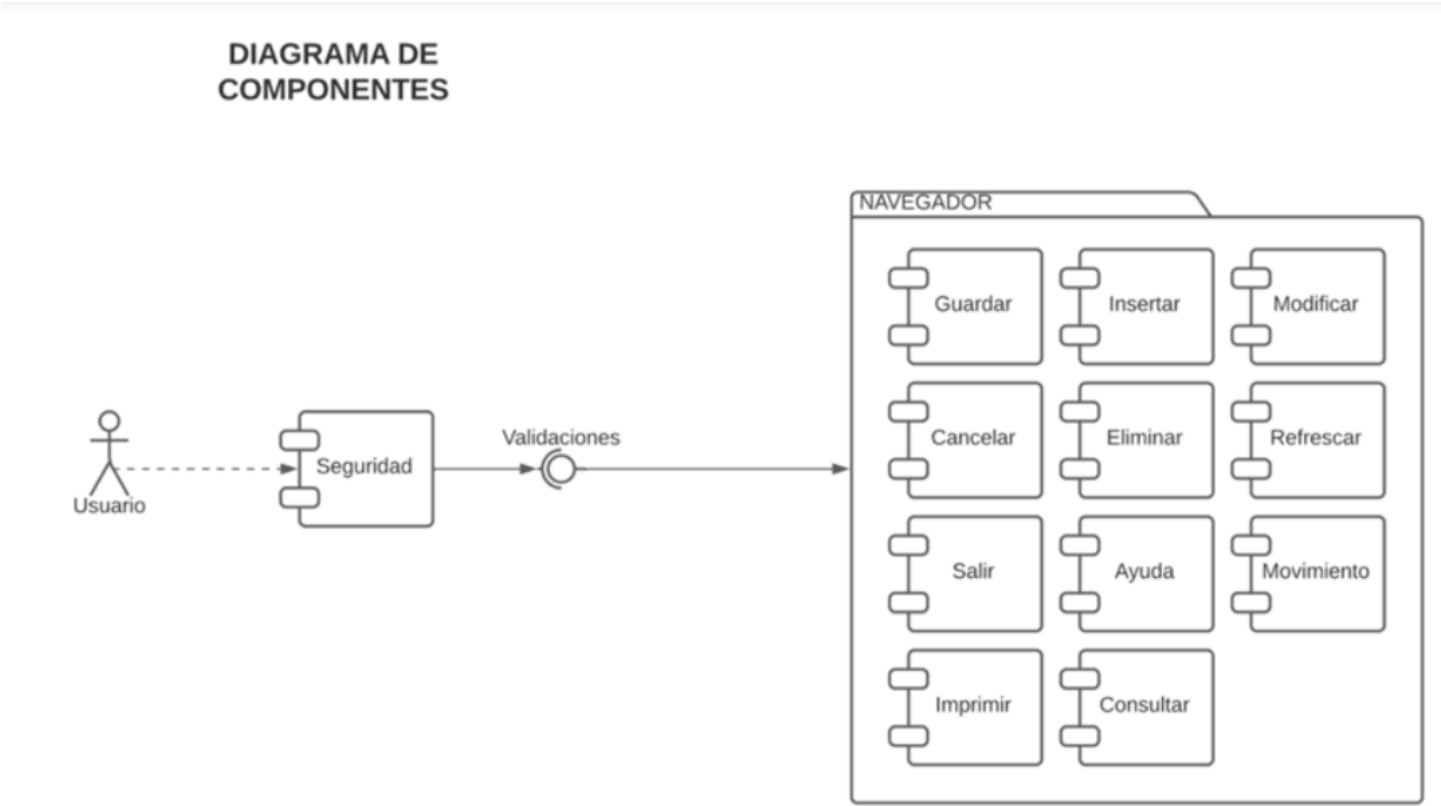 DIAGRAMA DE
COMPONENTES
NAVEGADOR
Guardar
Insertar
Modificar
Cancelar
Eliminar
Refrescar
Validaciones
Seguridad
Usuario
Salir
Ayuda
Movimiento
Imprimir
Consultar